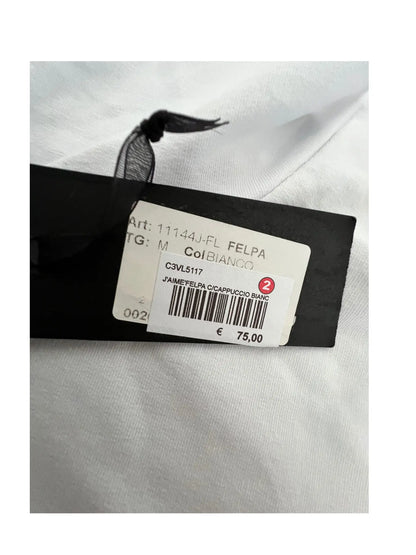 Art: 11144J-FL FELPA
TG: M Col BIANCO
C3VL5117
2
J'AIME'FELPA C/CAPPUCCIO BIANC
€ 75,00